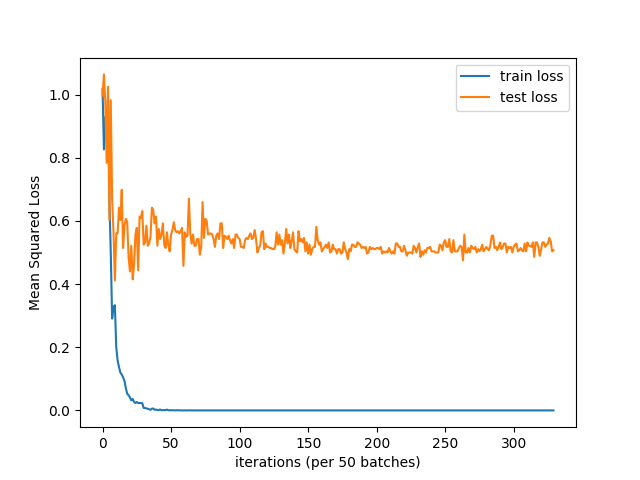 train loss
test loss
1.0
0.8
0.6
0.4
0.2
0.0
Mean Squared Loss
0 50 100 150 200 250 300
iterations (per 50 batches)